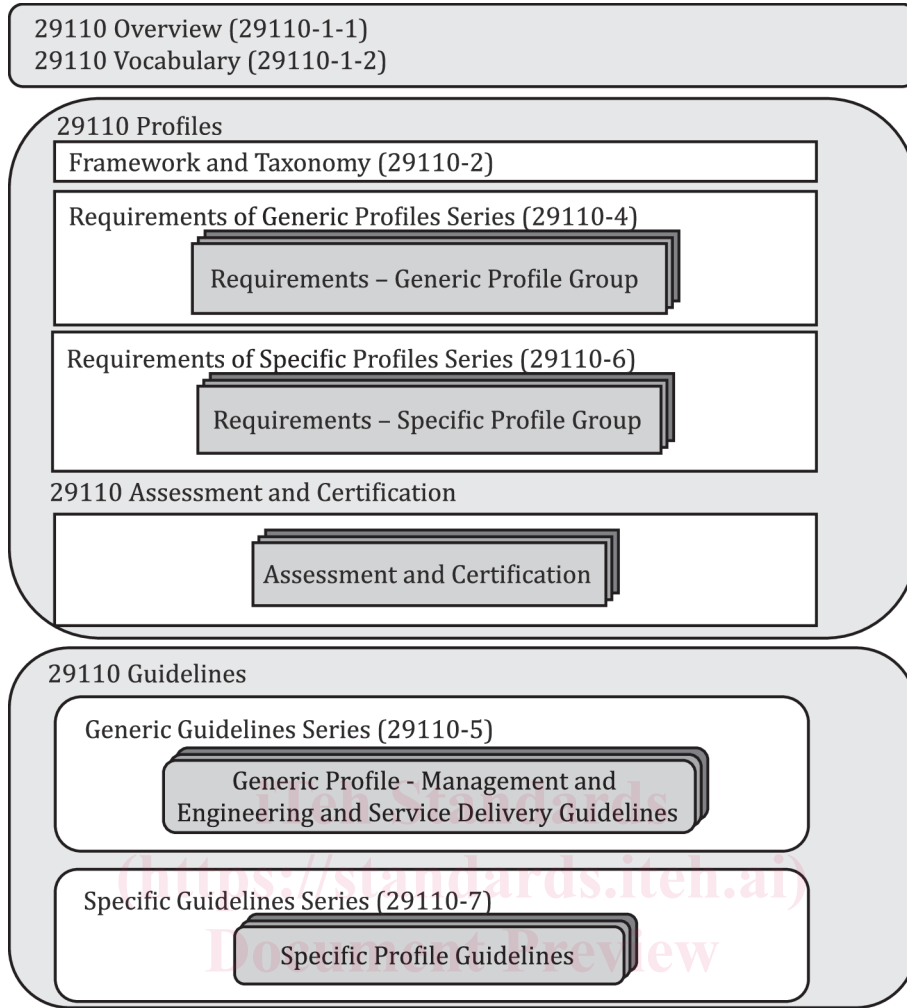 29110 Overview (29110-1-1)
29110 Vocabulary (29110-1-2)
29110 Profiles
Framework and Taxonomy (29110-2)
Requirements of Generic Profiles Series (29110-4)
Requirements – Generic Profile Group
Requirements of Specific Profiles Series (29110-6)
Requirements – Specific Profile Group
29110 Assessment and Certification
Assessment and Certification
29110 Guidelines
Generic Guidelines Series (29110-5)
Generic Profile - Management and
Engineering and Service Delivery Guidelines
iTeh Standards
(https://standards.iteh.ai)
Specific Guidelines Series (29110-7)
Document Preview
Specific Profile Guidelines